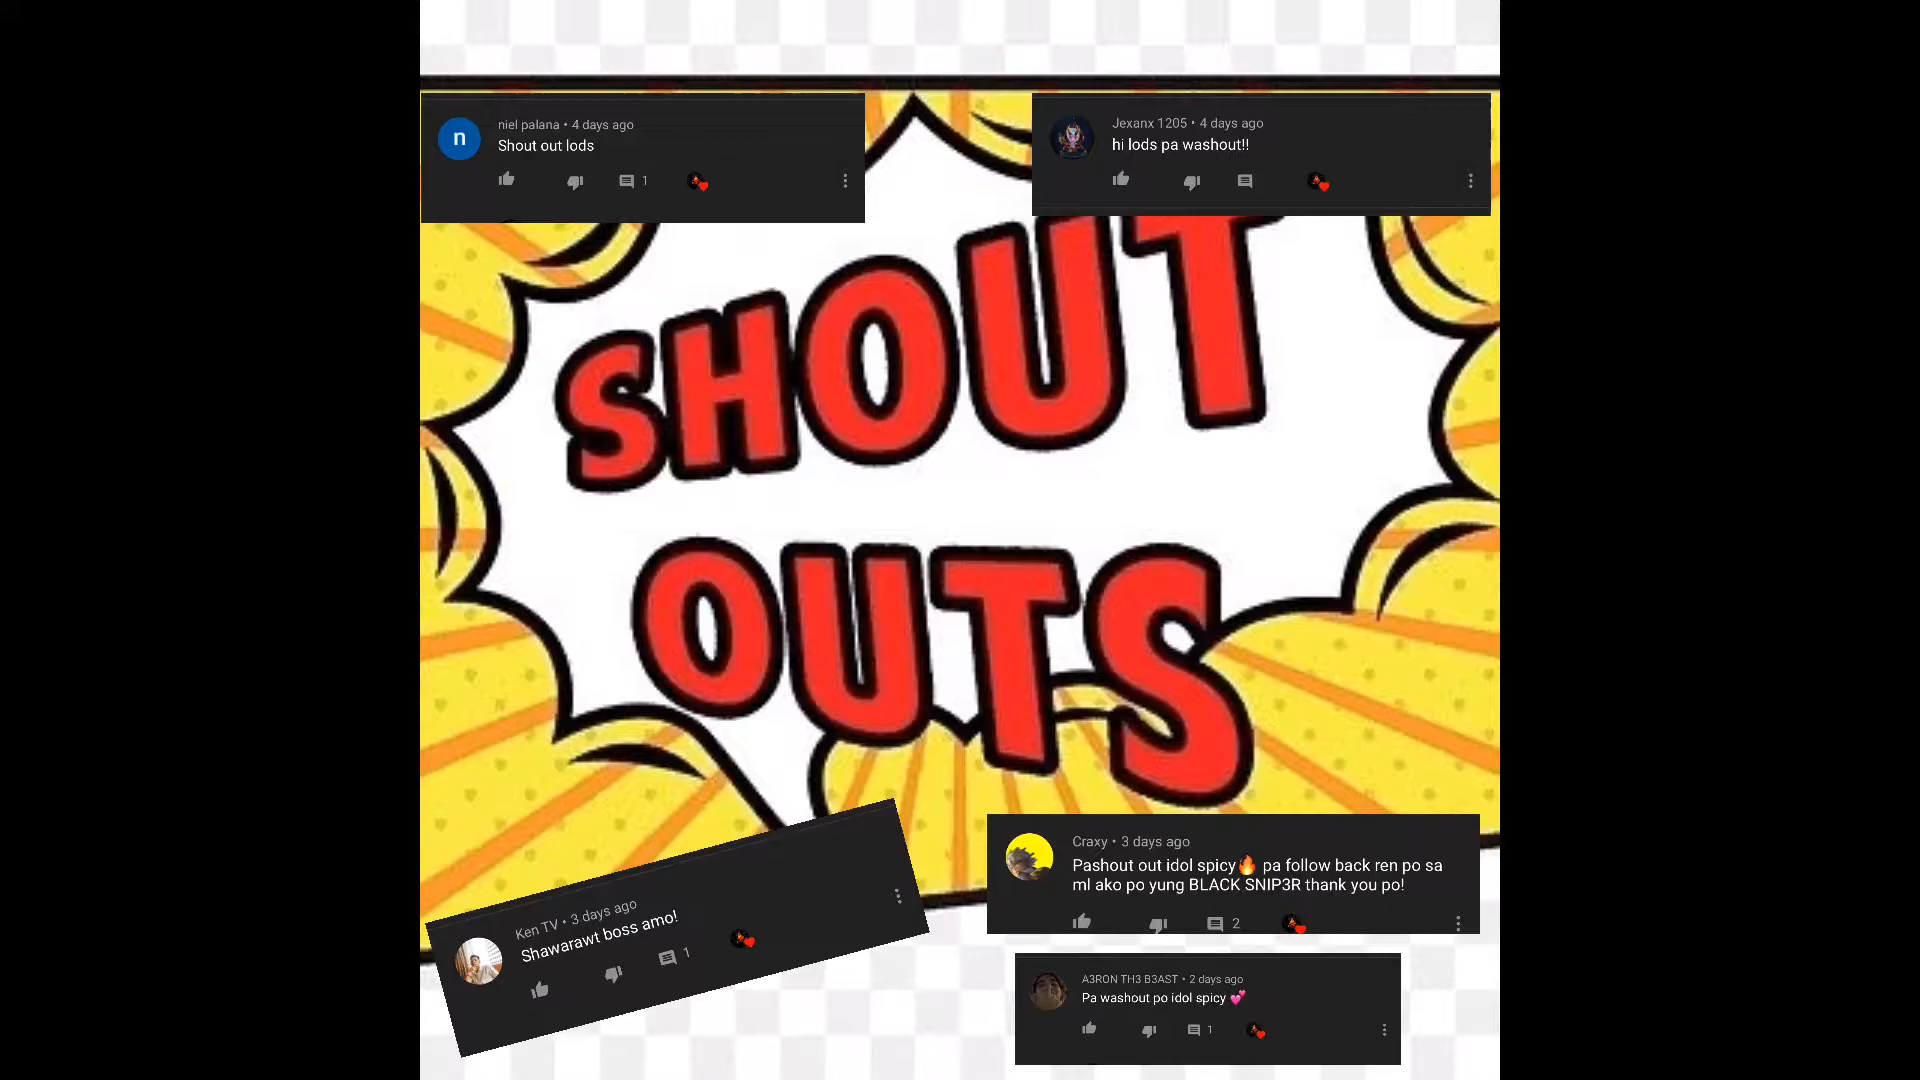 niel palana • 4 days ago
Shout out lods
1
Jexanx 1205 • 4 days ago
hi lods pa washout!!
SHOUT
OUTS
Ken TV • 3 days ago
Shawarawt boss amo!
1
Craxy • 3 days ago
Pashout out idol spicy🔥 pa follow back ren po sa
ml ako po yung BLACK SNIP3R thank you po!
2
A3RON TH3 B3AST • 2 days ago
Pa washout po idol spicy 💕
1